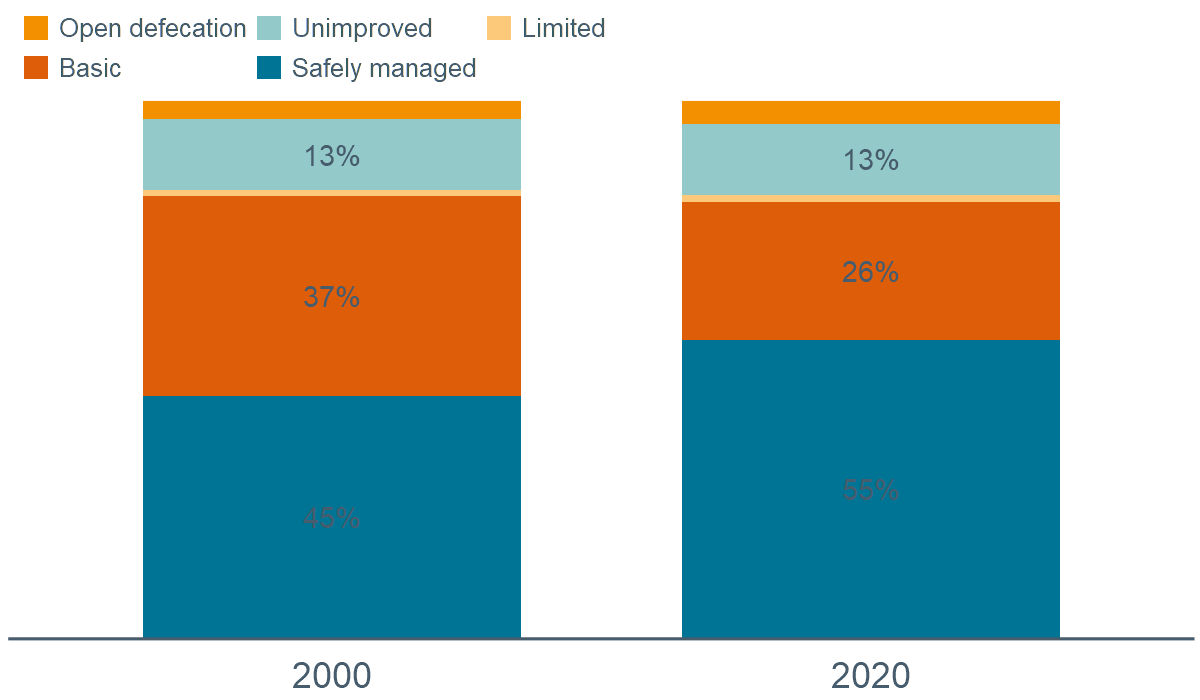 Open defecation Unimproved Limited
Basic Safely managed
13% 13%
37% 26%
45% 55%
2000 2020